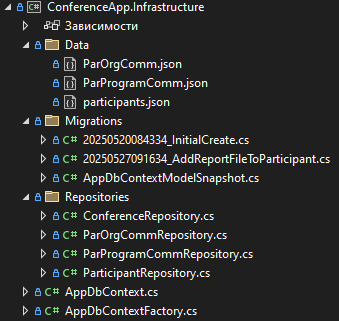 ConferenceApp.Infrastructure
Зависимости
Data
ParOrgComm.json
ParProgramComm.json
participants.json
Migrations
20250520084334_InitialCreate.cs
20250527091634_AddReportFileToParticipant.cs
AppDbContextModelSnapshot.cs
Repositories
ConferenceRepository.cs
ParOrgCommRepository.cs
ParProgramCommRepository.cs
ParticipantRepository.cs
AppDbContext.cs
AppDbContextFactory.cs